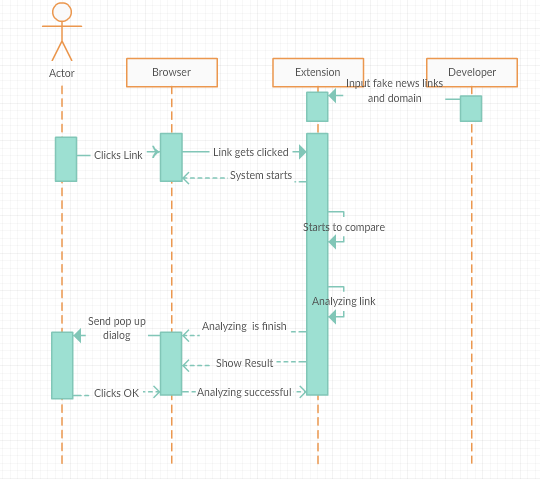 Actor
Browser
Extension
Developer
Input fake news links
and domain
Clicks Link
Link gets clicked
System starts
Starts to compare
Analyzing link
Send pop up
dialog
Analyzing is finish
Show Result
Clicks OK
Analyzing successful